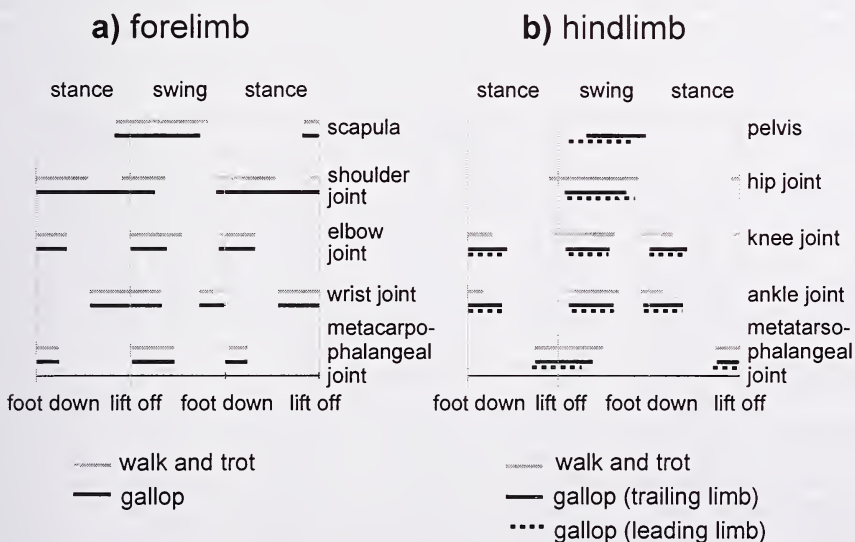 a) forelimb
stance swing stance
scapula
shoulder
joint
elbow
joint
wrist joint
metacarpo-
phalangeal
joint
foot down lift off foot down lift off
walk and trot
gallop
b) hindlimb
stance swing stance
pelvis
hip joint
knee joint
ankle joint
metatarso-
phalangeal
joint
foot down lift off foot down lift off
walk and trot
gallop (trailing limb)
gallop (leading limb)